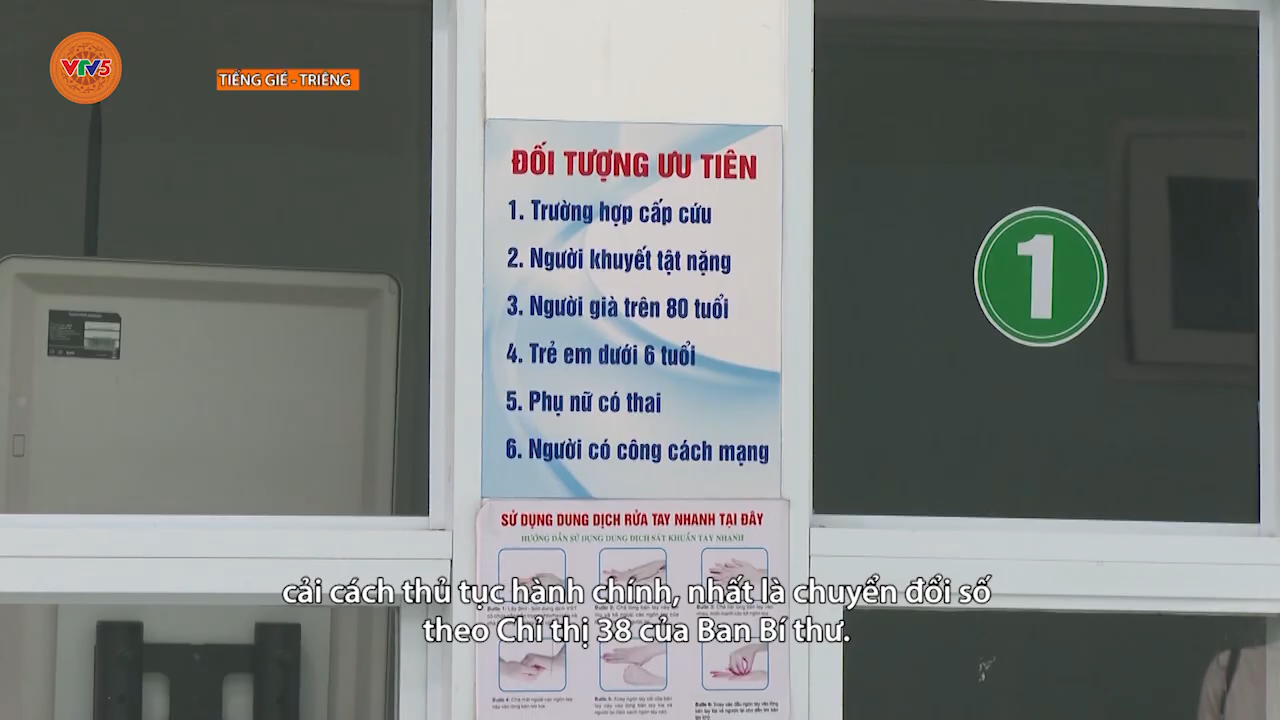 VTV5
TIẾNG GIẺ - TRIÊNG
ĐỐI TƯỢNG ƯU TIÊN
1. Trường hợp cấp cứu
2. Người khuyết tật nặng
3. Người già trên 80 tuổi
4. Trẻ em dưới 6 tuổi
5. Phụ nữ có thai
6. Người có công cách mạng
1
SỬ DỤNG DUNG DỊCH RỬA TAY NHANH TẠI ĐÂY
HƯỚNG DẪN SỬ DỤNG DUNG DỊCH SÁT KHUẨN TAY NHANH
cải cách thủ tục hành chính, nhất là chuyển đổi số
theo Chỉ thị 38 của Ban Bí thư.